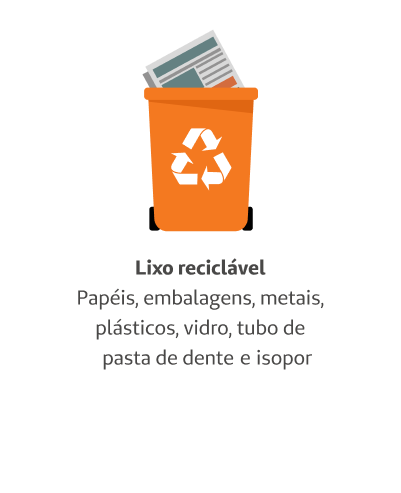 Lixo reciclável
Papéis, embalagens, metais,
plásticos, vidro, tubo de
pasta de dente e isopor